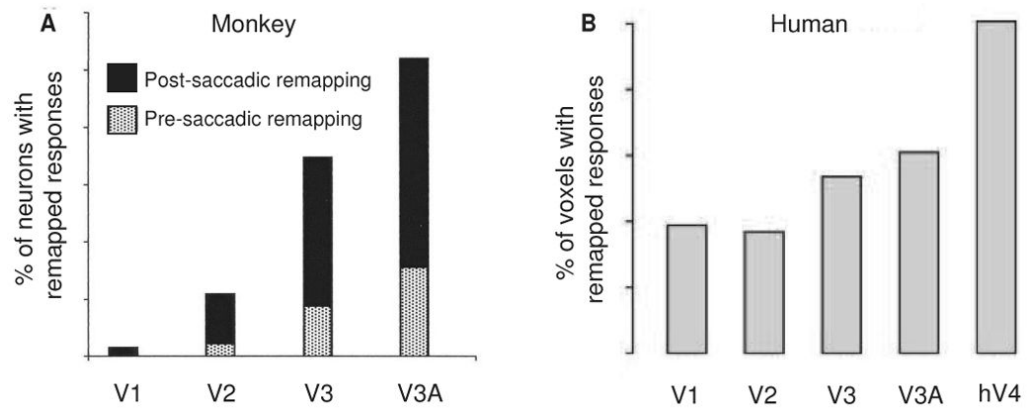 A
Monkey
Post-saccadic remapping
Pre-saccadic remapping
% of neurons with
remapped responses
V1 V2 V3 V3A
B
Human
% of voxels with
remapped responses
V1 V2 V3 V3A hV4